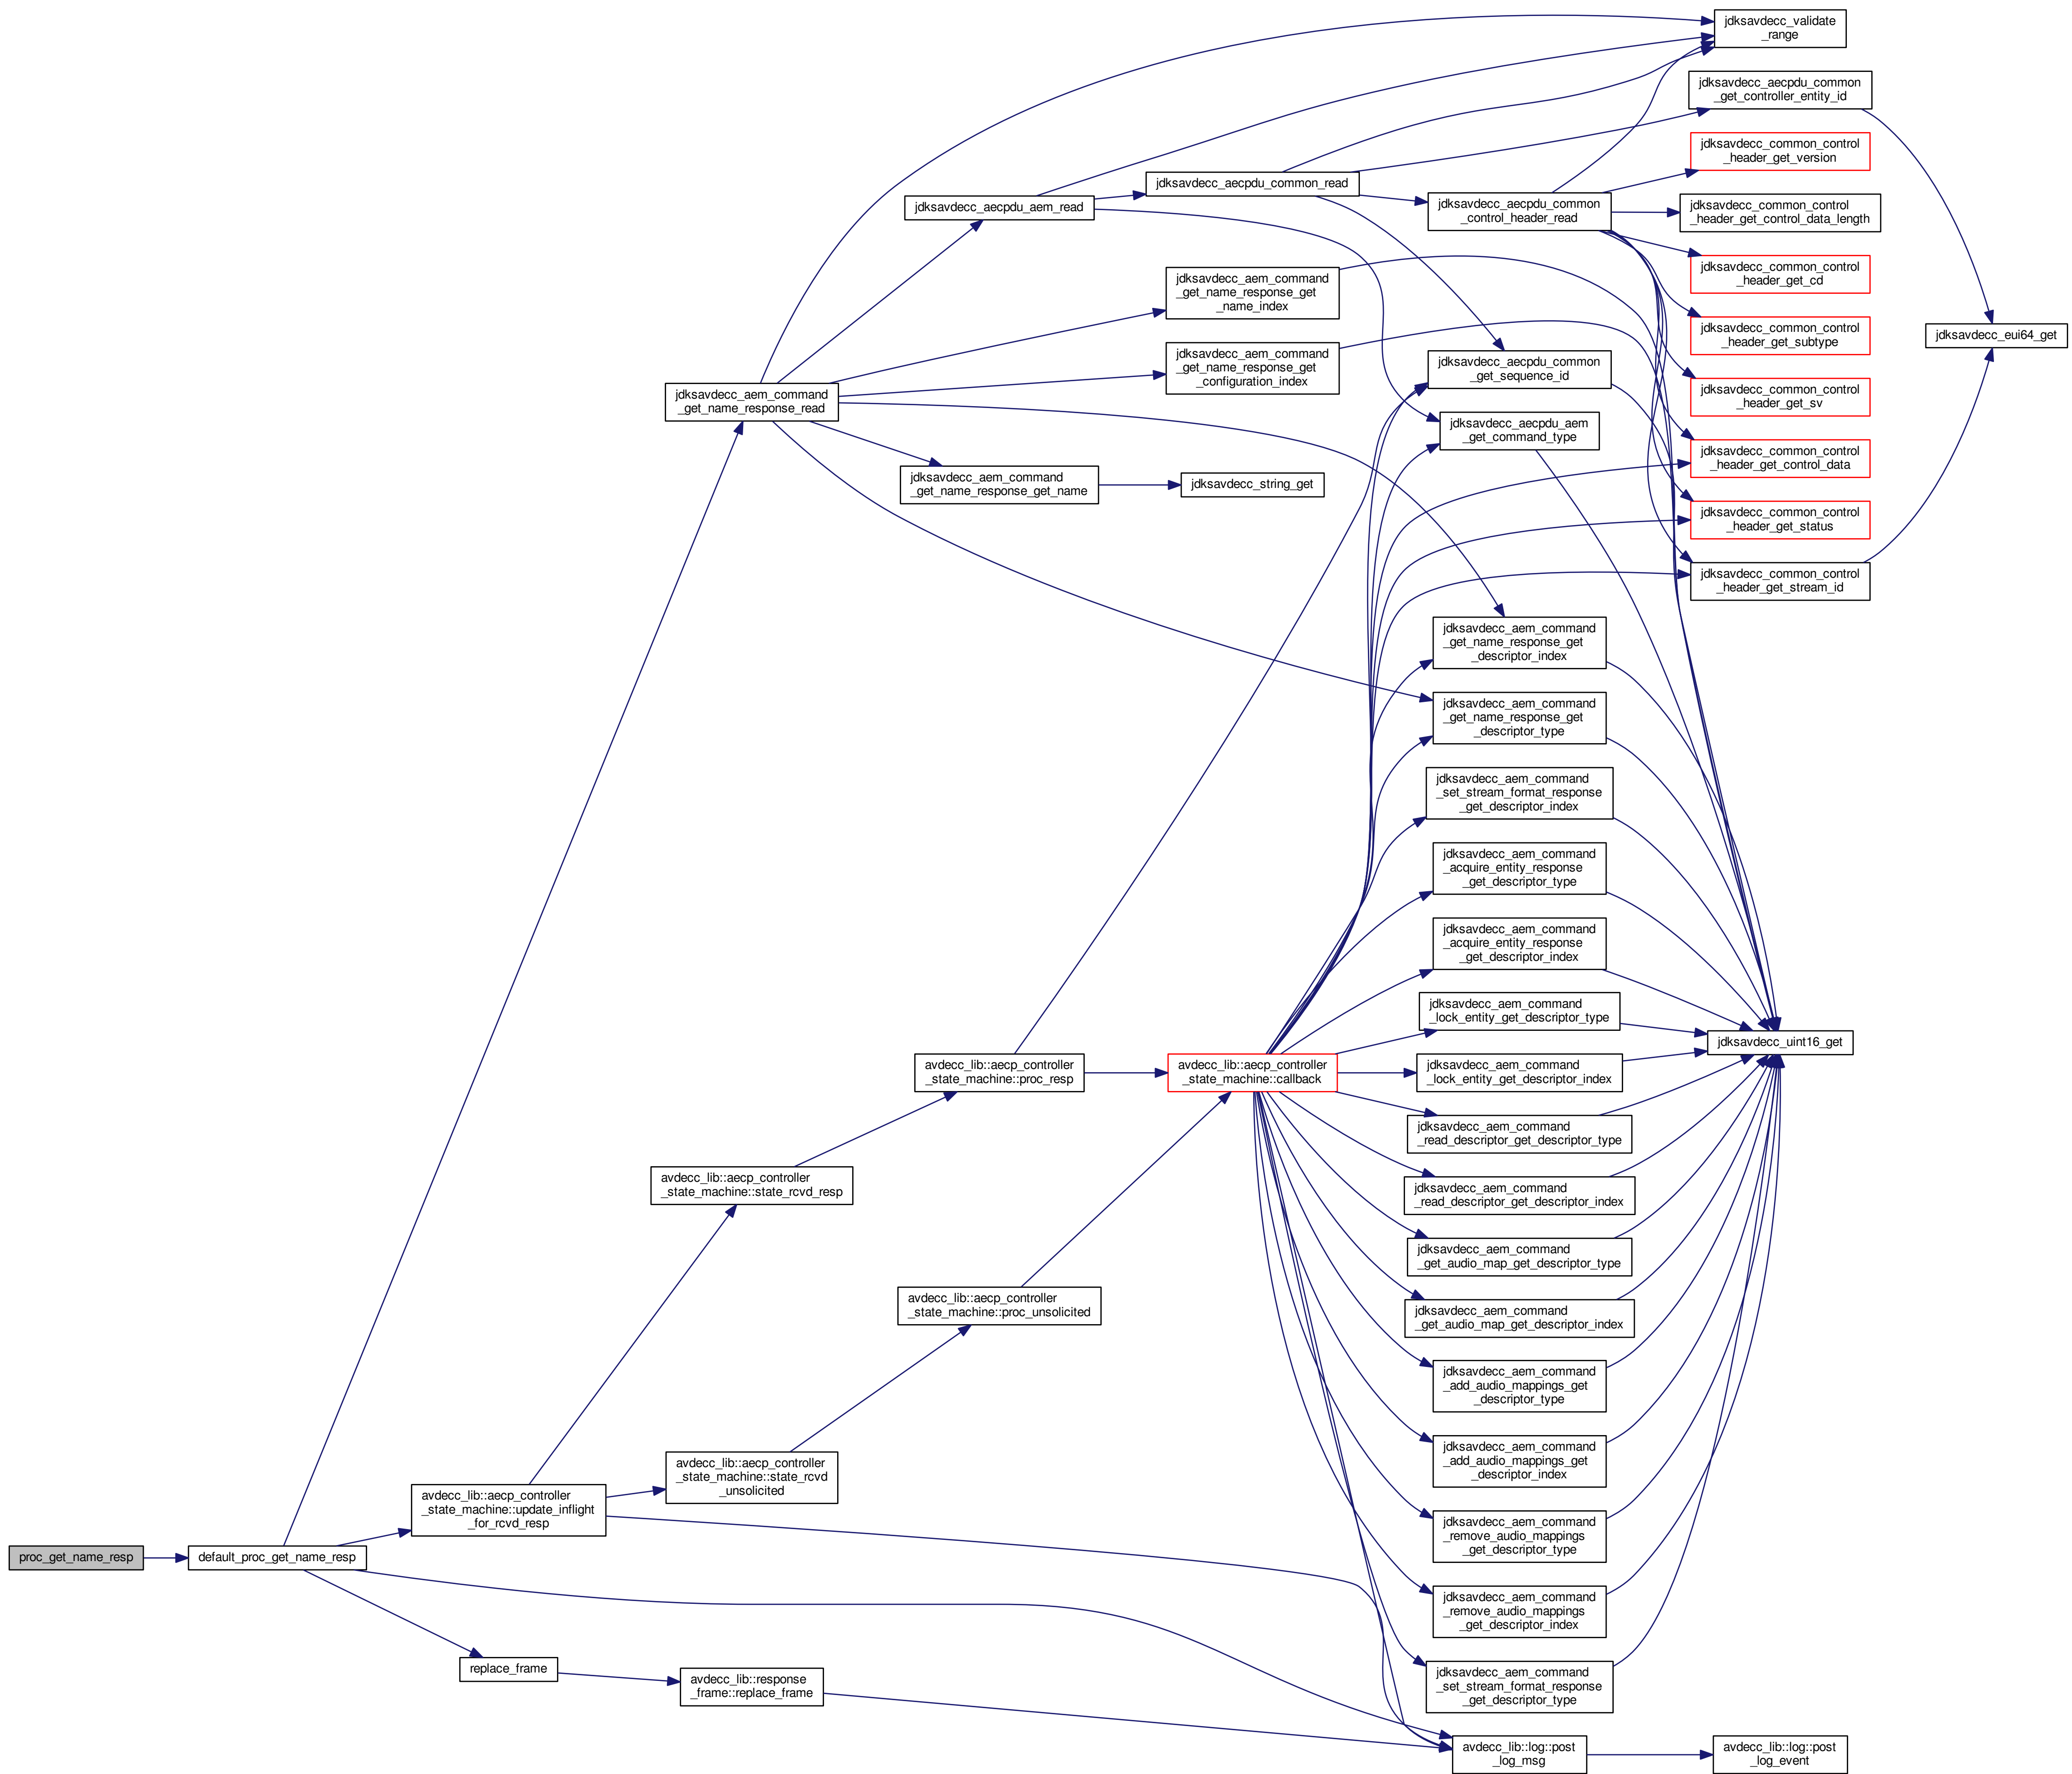 jdksavdecc_validate
_range
jdksavdecc_aecpdu_common
_get_controller_entity_id
jdksavdecc_common_control
_header_get_version
jdksavdecc_aecpdu_common_read
jdksavdecc_aecpdu_aem_read
jdksavdecc_aecpdu_common
_control_header_read
jdksavdecc_common_control
_header_get_control_data_length
jdksavdecc_common_control
_header_get_cd
jdksavdecc_aem_command
_get_name_response_get
_name_index
jdksavdecc_common_control
_header_get_subtype
jdksavdecc_eui64_get
jdksavdecc_aem_command
_get_name_response_get
_configuration_index
jdksavdecc_aecpdu_common
_get_sequence_id
jdksavdecc_common_control
_header_get_sv
jdksavdecc_aem_command
_get_name_response_read
jdksavdecc_aecpdu_aem
_get_command_type
jdksavdecc_common_control
_header_get_control_data
jdksavdecc_aem_command
_get_name_response_get_name
jdksavdecc_string_get
jdksavdecc_common_control
_header_get_status
jdksavdecc_common_control
_header_get_stream_id
jdksavdecc_aem_command
_get_name_response_get
_descriptor_index
jdksavdecc_aem_command
_get_name_response_get
_descriptor_type
jdksavdecc_aem_command
_set_stream_format_response
_get_descriptor_index
jdksavdecc_aem_command
_acquire_entity_response
_get_descriptor_type
jdksavdecc_aem_command
_acquire_entity_response
_get_descriptor_index
jdksavdecc_aem_command
_lock_entity_get_descriptor_type
jdksavdecc_uint16_get
avdecc_lib::aecp_controller
_state_machine::proc_resp
avdecc_lib::aecp_controller
_state_machine::callback
jdksavdecc_aem_command
_lock_entity_get_descriptor_index
jdksavdecc_aem_command
_read_descriptor_get_descriptor_type
avdecc_lib::aecp_controller
_state_machine::state_rcvd_resp
jdksavdecc_aem_command
_read_descriptor_get_descriptor_index
jdksavdecc_aem_command
_get_audio_map_get_descriptor_type
avdecc_lib::aecp_controller
_state_machine::proc_unsolicited
jdksavdecc_aem_command
_get_audio_map_get_descriptor_index
jdksavdecc_aem_command
_add_audio_mappings_get
_descriptor_type
jdksavdecc_aem_command
_add_audio_mappings_get
_descriptor_index
avdecc_lib::aecp_controller
_state_machine::state_rcvd
_unsolicited
avdecc_lib::aecp_controller
_state_machine::update_inflight
_for_rcvd_resp
jdksavdecc_aem_command
_remove_audio_mappings
_get_descriptor_type
proc_get_name_resp
default_proc_get_name_resp
jdksavdecc_aem_command
_remove_audio_mappings
_get_descriptor_index
replace_frame
avdecc_lib::response
_frame::replace_frame
jdksavdecc_aem_command
_set_stream_format_response
_get_descriptor_type
avdecc_lib::log::post
_log_msg
avdecc_lib::log::post
_log_event